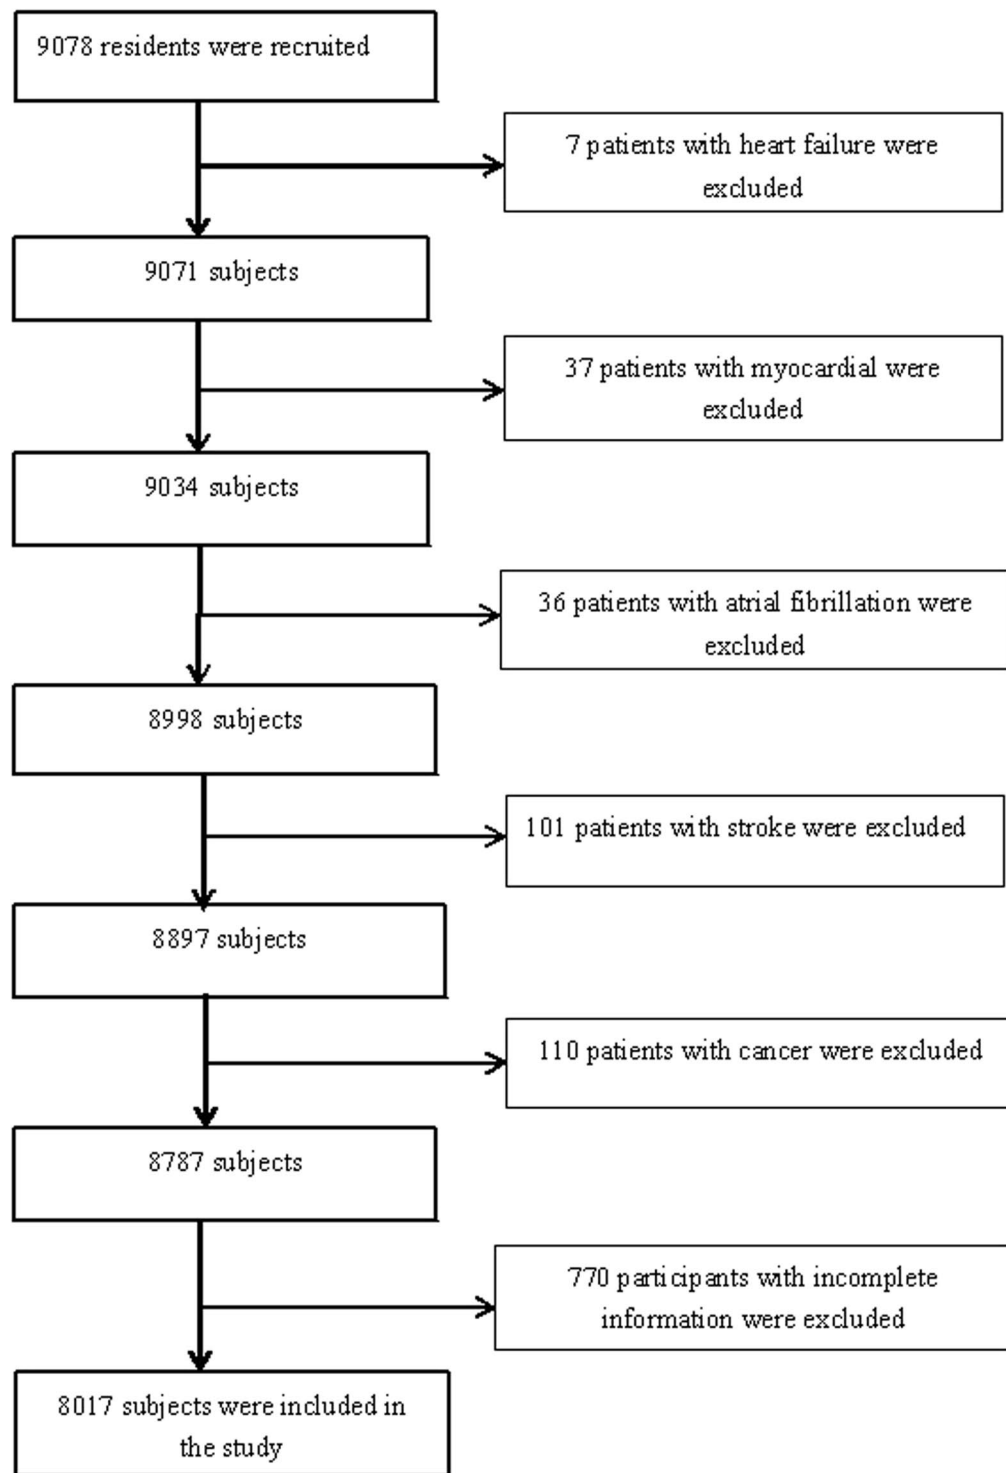 9078 residents were recruited
7 patients with heart failure were
excluded
9071 subjects
37 patients with myocardial were
excluded
9034 subjects
36 patients with atrial fibrillation were
excluded
8998 subjects
101 patients with stroke were excluded
8897 subjects
110 patients with cancer were excluded
8787 subjects
770 participants with incomplete
information were excluded
8017 subjects were included in
the study